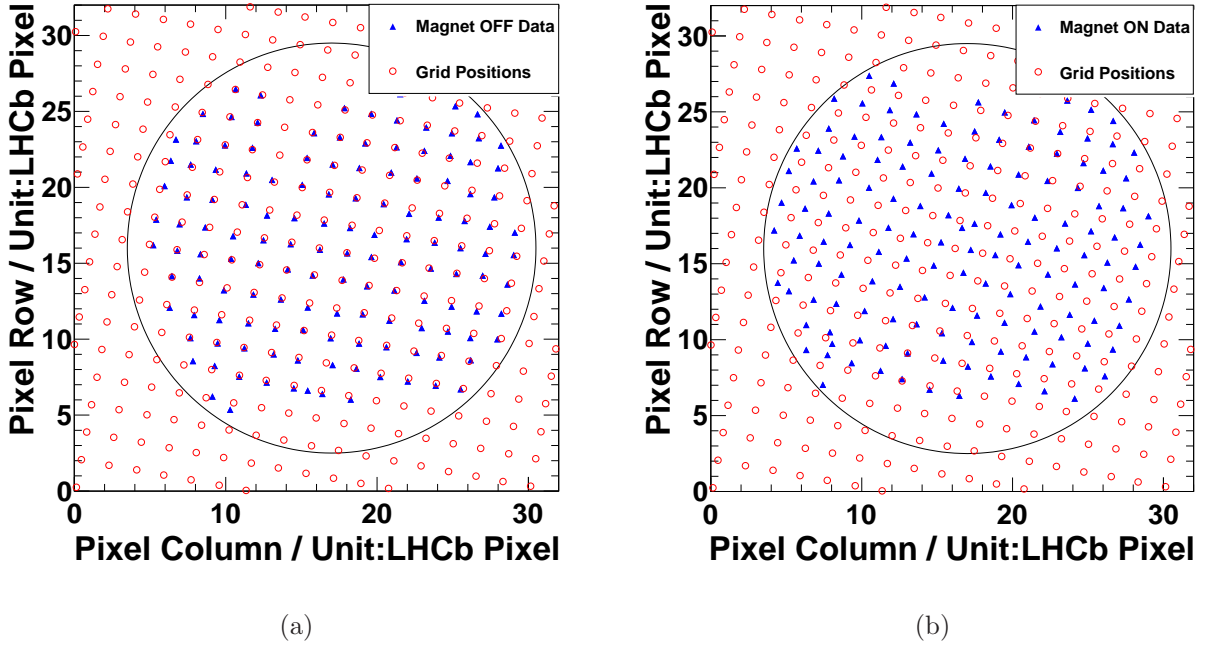 Pixel Row / Unit:LHCb Pixel
30
25
20
15
10
5
0
0 10 20 30
Pixel Column / Unit:LHCb Pixel
Magnet OFF Data
Grid Positions
(a)
Pixel Row / Unit:LHCb Pixel
30
25
20
15
10
5
0
0 10 20 30
Pixel Column / Unit:LHCb Pixel
Magnet ON Data
Grid Positions
(b)